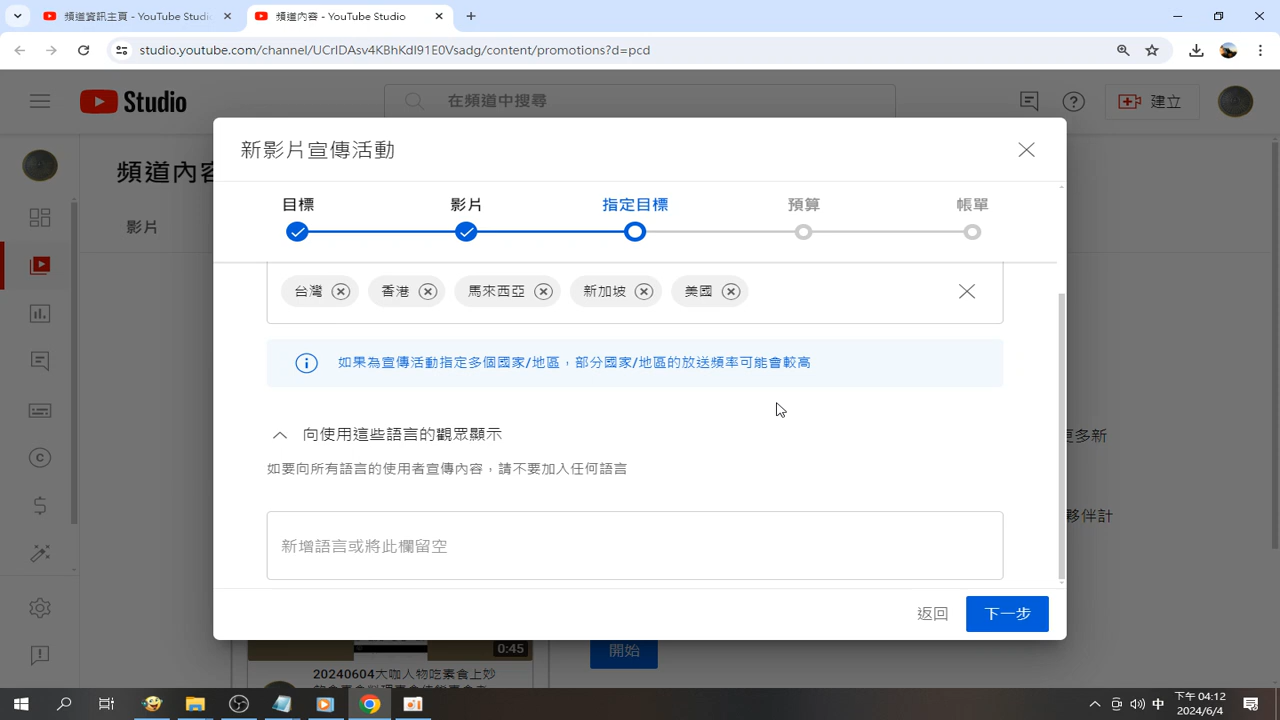 頻道資訊主頁 - YouTube Studi
頻道內容 - YouTube Studio
studio.youtube.com/channel/UCrlDAsv4KBhKdI91E0Vsadg/content/promotions?d=pcd
Studio
在頻道中搜尋
建立
頻道內容
影片
新影片宣傳活動
目標
影片
指定目標
預算
帳單
台灣
香港
馬來西亞
新加坡
美國
如果為宣傳活動指定多個國家/地區，部分國家/地區的放送頻率可能會較高
向使用這些語言的觀眾顯示
如要向所有語言的使用者宣傳內容，請不要加入任何語言
更多新
夥伴計
新增語言或將此欄留空
返回
下一步
0:45
開始
20240604大咖人物吃素食上妙
中
下午 04:12
2024/6/4